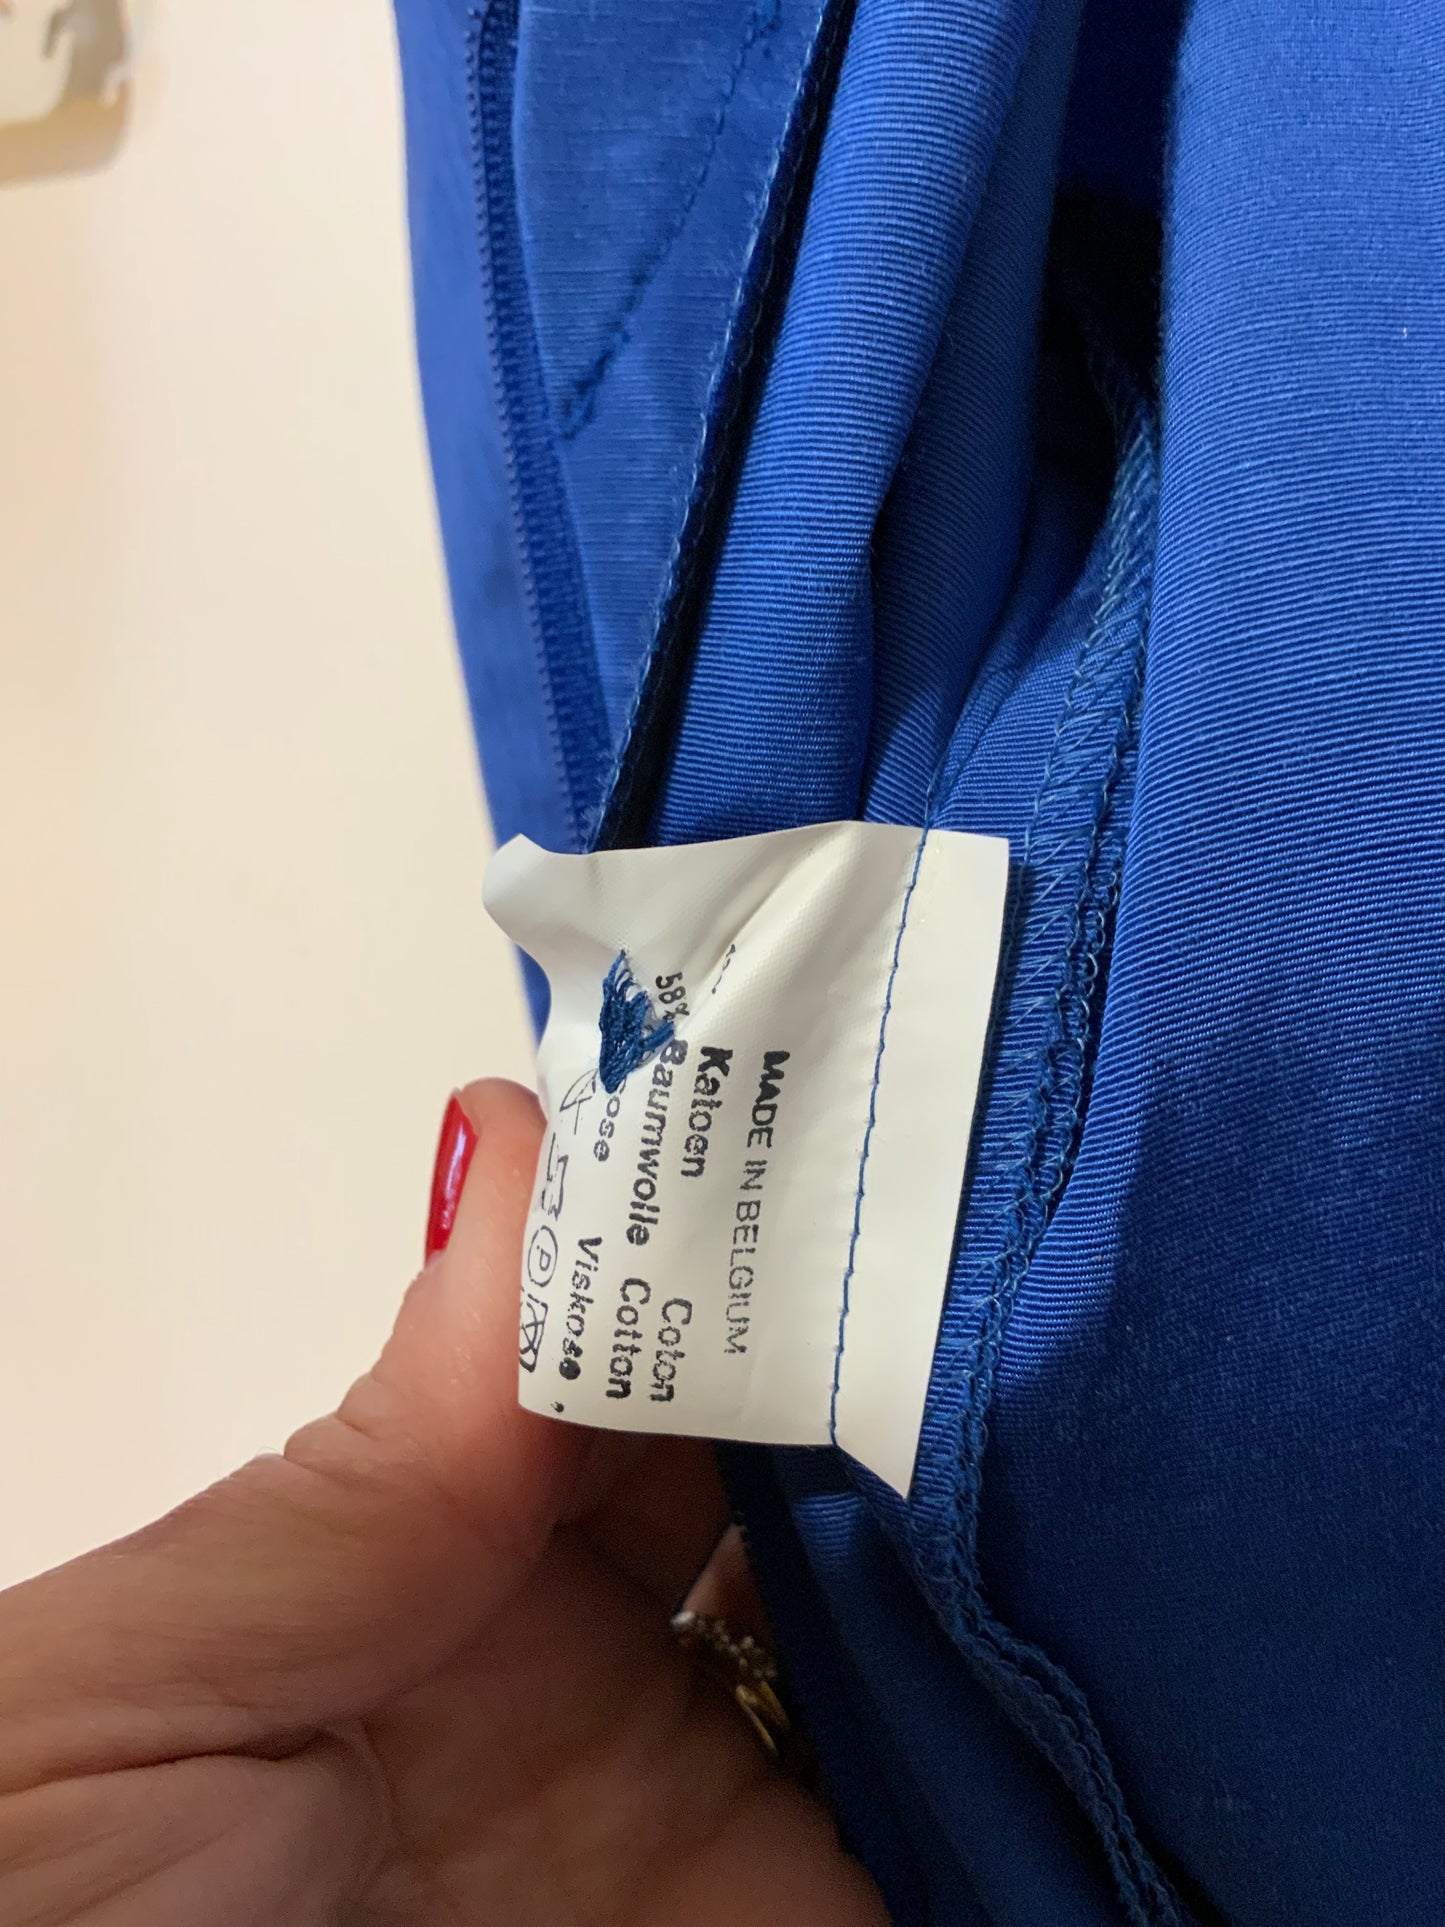 MADE IN BELGIUM
Katoen Coton
58% Baumwolle Cotton
Viskose
P